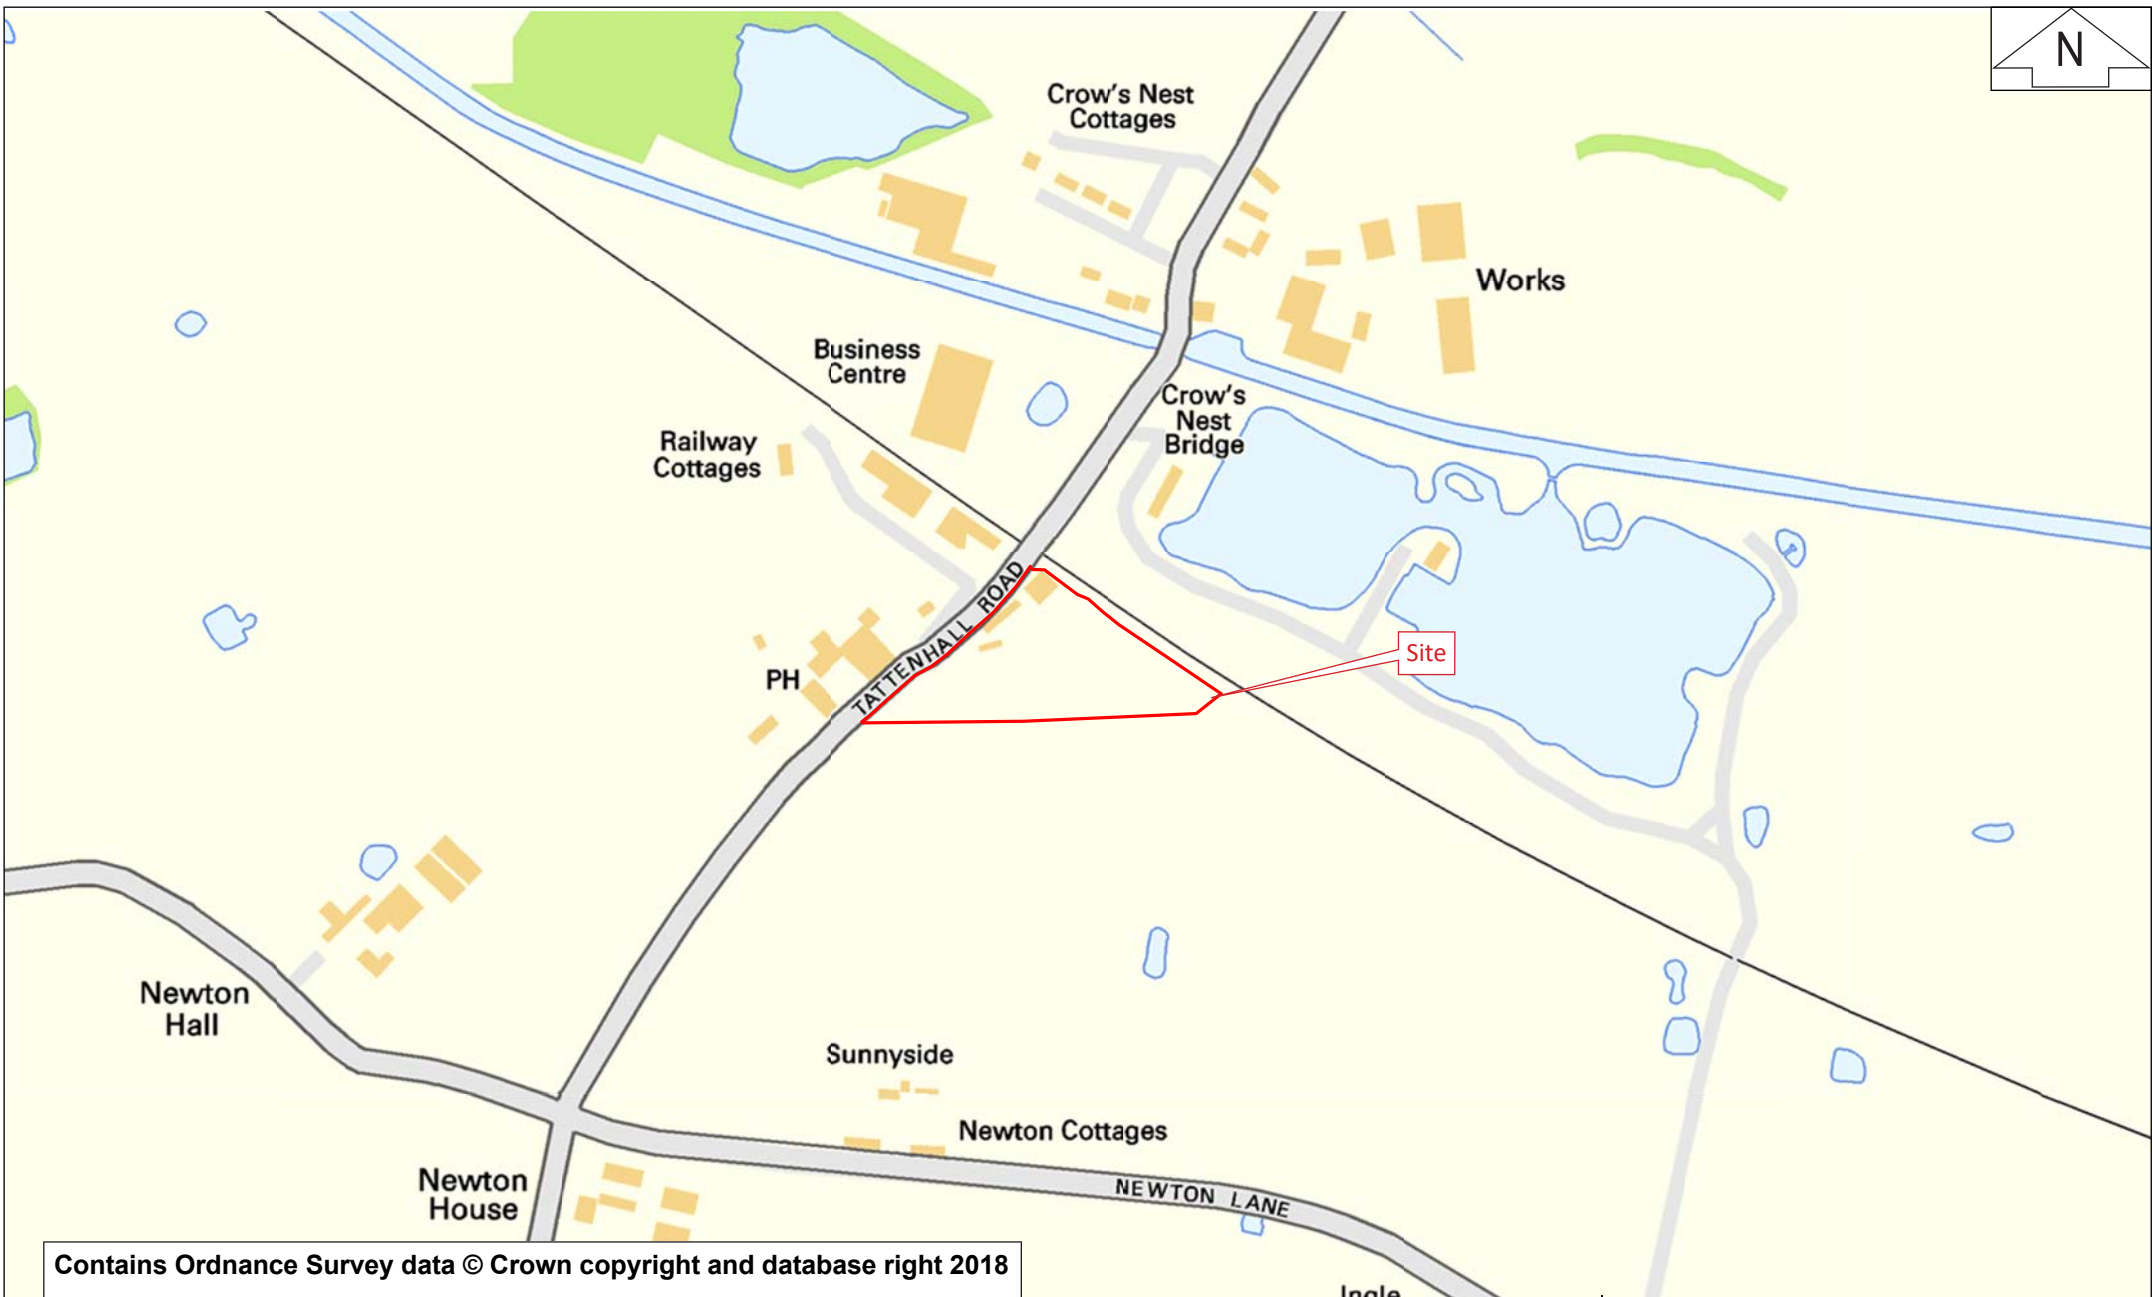 N
Crow's Nest
Cottages
Works
Business
Centre
Crow's
Nest
Bridge
Railway
Cottages
TATTENHALL ROAD
Site
PH
Newton
Hall
Sunnyside
Newton Cottages
Newton
House
NEWTON LANE
Contains Ordnance Survey data © Crown copyright and database right 2018
Ingle